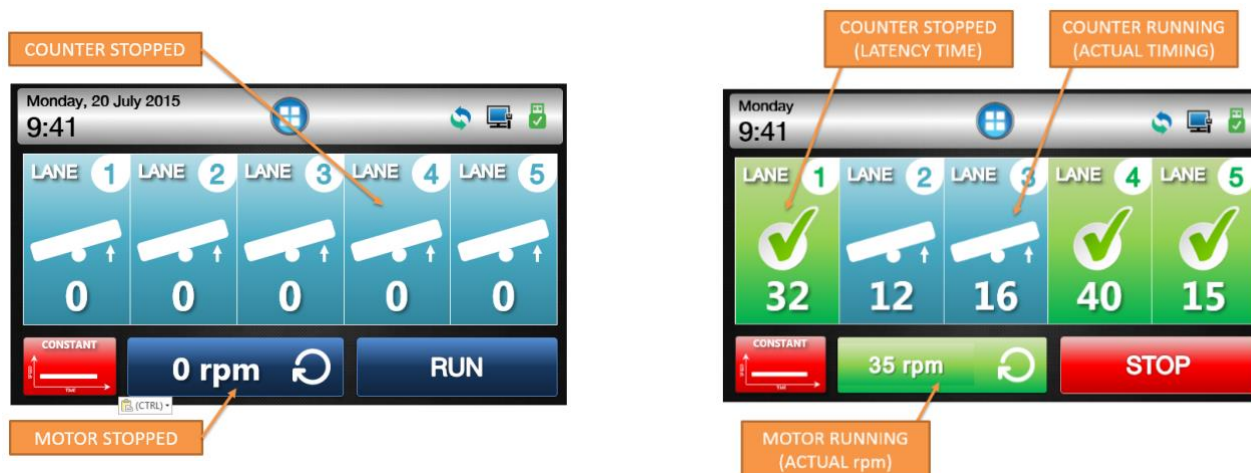 COUNTER STOPPED
Monday, 20 July 2015
9:41
LANE 1 LANE 2 LANE 3 LANE 4 LANE 5
0 0 0 0 0
CONSTANT
TIME
0 rpm
RUN
(CTRL)
MOTOR STOPPED
COUNTER STOPPED
(LATENCY TIME)
COUNTER RUNNING
(ACTUAL TIMING)
Monday
9:41
LANE 1 LANE 2 LANE 3 LANE 4 LANE 5
32 12 16 40 15
CONSTANT
TIME
35 rpm
STOP
MOTOR RUNNING
(ACTUAL rpm)